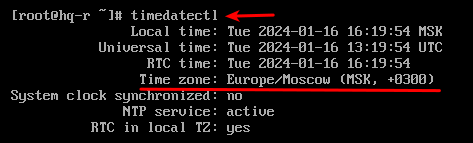 [root@hq-r ~]# timedatectl
Local time: Tue 2024-01-16 16:19:54 MSK
Universal time: Tue 2024-01-16 13:19:54 UTC
RTC time: Tue 2024-01-16 16:19:54
Time zone: Europe/Moscow (MSK, +0300)
System clock synchronized: no
NTP service: active
RTC in local TZ: yes